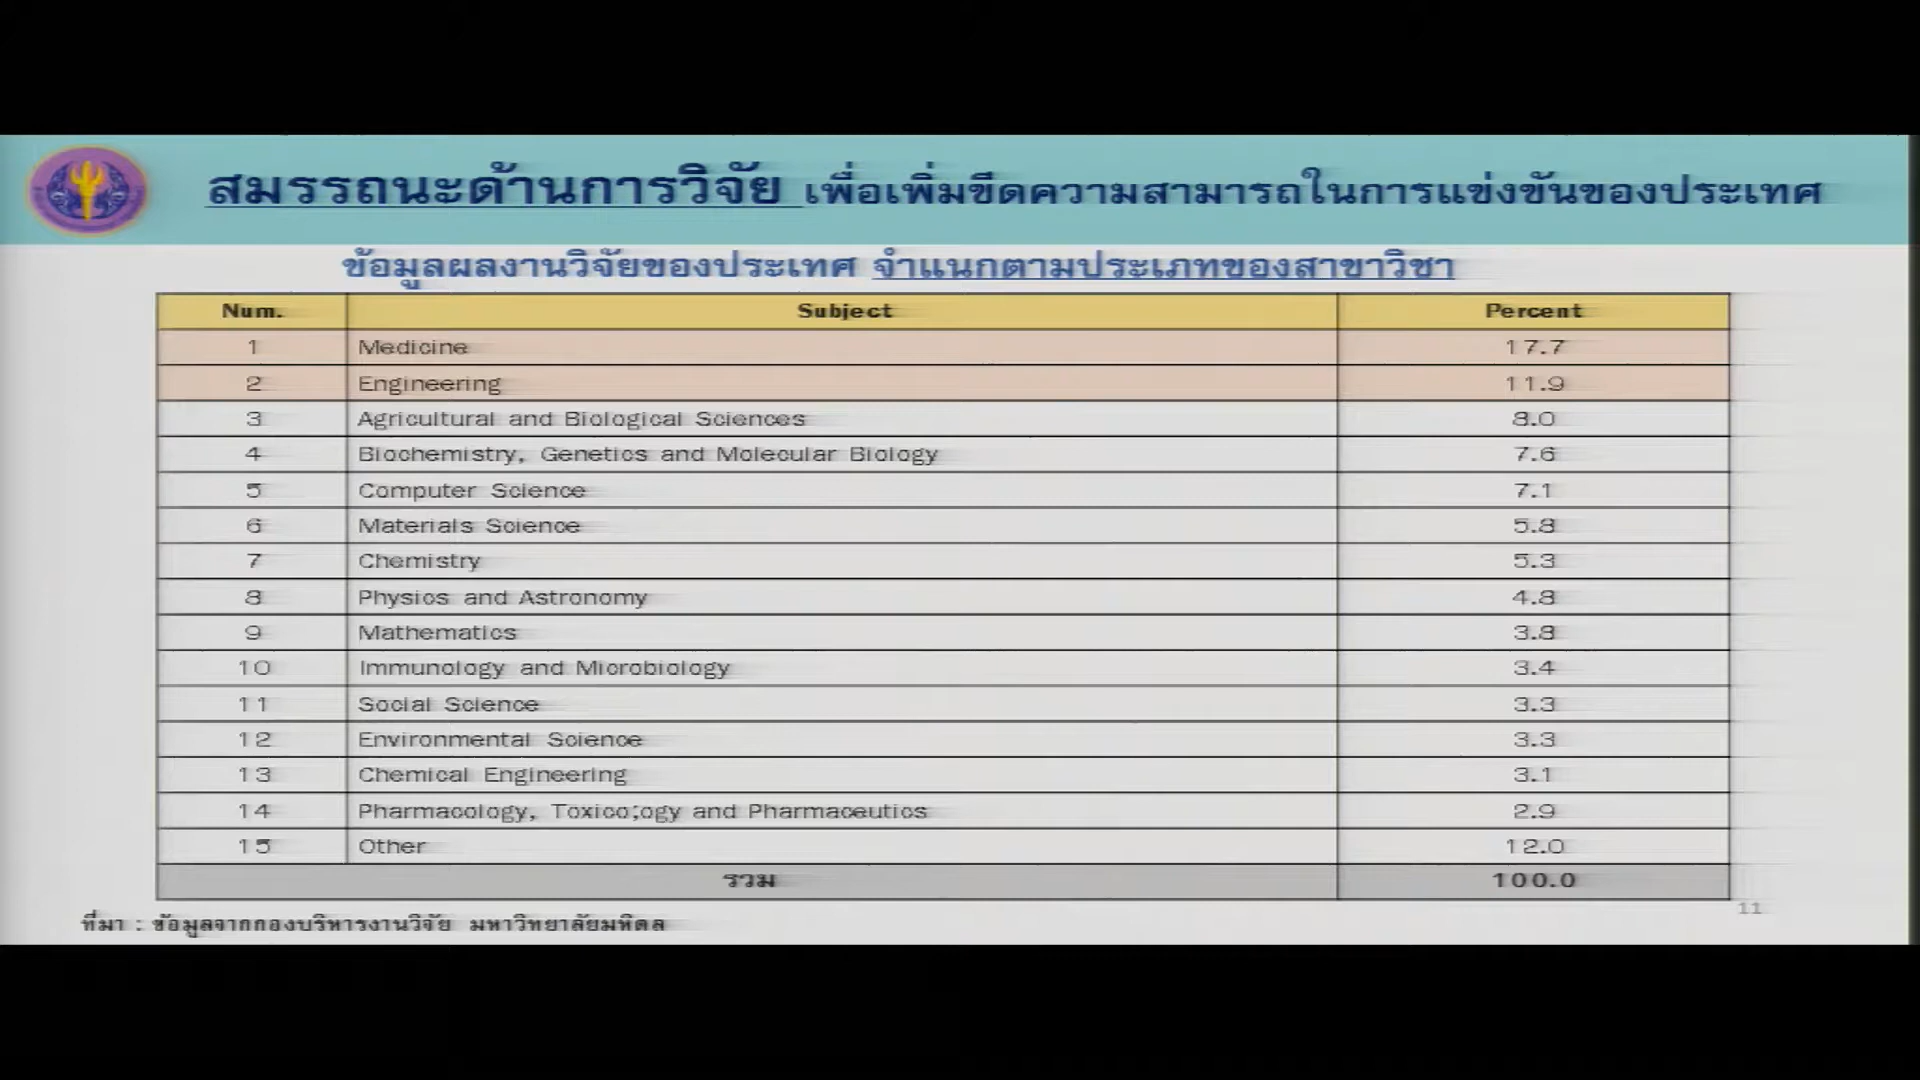 สมรรถนะด้านการวิจัย เพื่อเพิ่มขีดความสามารถในการแข่งขันของประเทศ
ข้อมูลผลงานวิจัยของประเทศ จำแนกตามประเภทของสาขาวิชา
Num. Subject Percent
1 Medicine 17.7
2 Engineering 11.9
3 Agricultural and Biological Sciences 8.0
4 Biochemistry, Genetics and Molecular Biology 7.6
5 Computer Science 7.1
6 Materials Science 5.8
7 Chemistry 5.3
8 Physics and Astronomy 4.8
9 Mathematics 3.8
10 Immunology and Microbiology 3.4
11 Social Science 3.3
12 Environmental Science 3.3
13 Chemical Engineering 3.1
14 Pharmacology, Toxico;ogy and Pharmaceutics 2.9
15 Other 12.0
รวม 100.0
ที่มา : ข้อมูลจากกองบริหารงานวิจัย มหาวิทยาลัยมหิดล
11